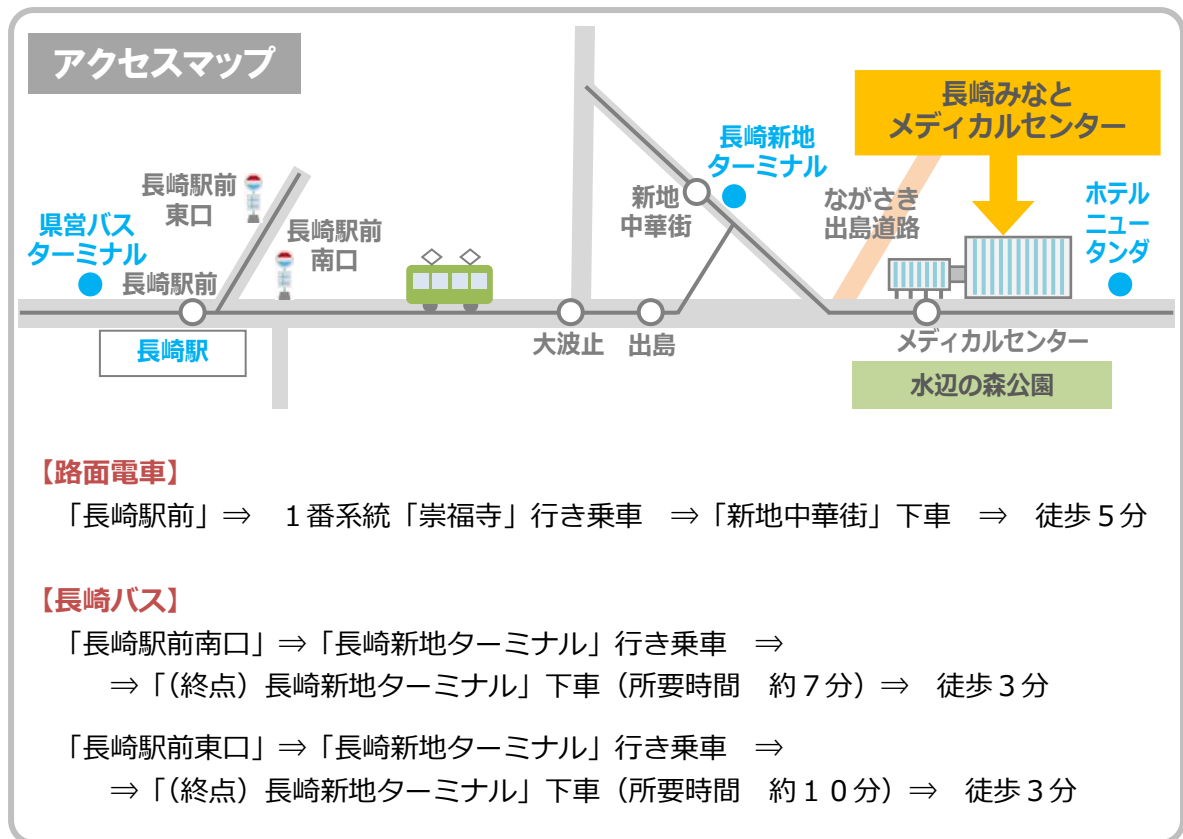 アクセスマップ
長崎みなと
メディカルセンター
長崎新地
ターミナル
長崎駅前
東口
新地
中華街
ながさき
出島道路
ホテル
ニュー
タンダ
県営バス
ターミナル
長崎駅前
南口
長崎駅前
長崎駅
大波止
出島
メディカルセンター
水辺の森公園
【路面電車】
「長崎駅前」⇒ １番系統「崇福寺」行き乗車 ⇒「新地中華街」下車 ⇒ 徒歩５分
【長崎バス】
「長崎駅前南口」⇒「長崎新地ターミナル」行き乗車 ⇒
⇒「（終点）長崎新地ターミナル」下車（所要時間 約７分）⇒ 徒歩３分
「長崎駅前東口」⇒「長崎新地ターミナル」行き乗車 ⇒
⇒「（終点）長崎新地ターミナル」下車（所要時間 約１０分）⇒ 徒歩３分